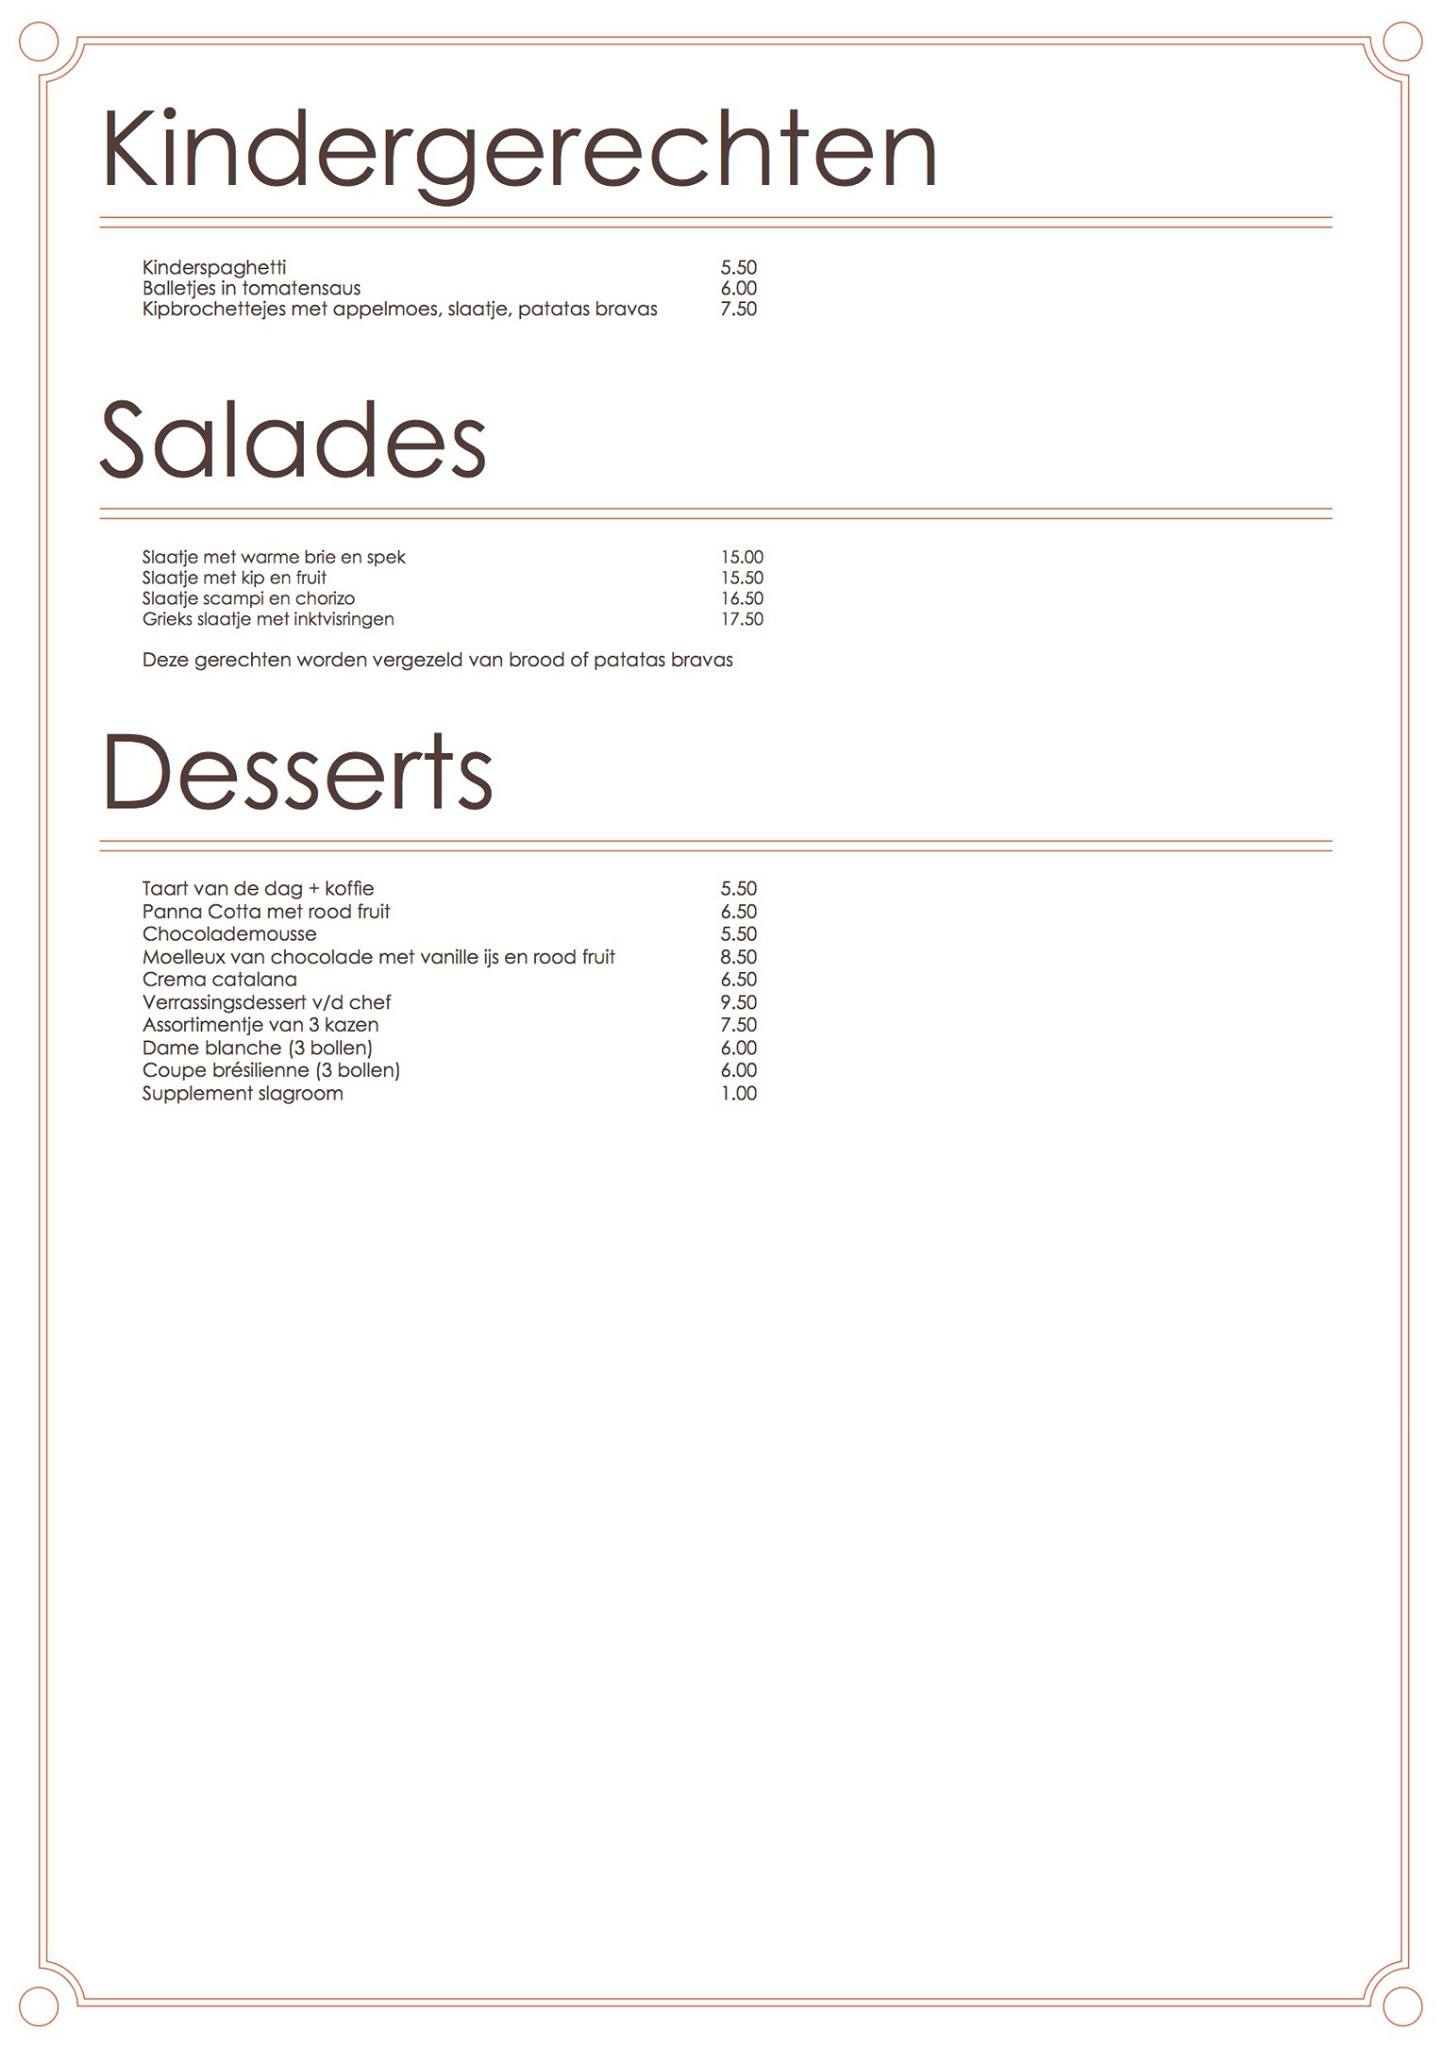 Kindergerechten
Kinderspaghetti 5.50
Balletjes in tomatensaus 6.00
Kipbrochettejes met appelmoes, slaatje, patatas bravas 7.50
Salades
Slaatje met warme brie en spek 15.00
Slaatje met kip en fruit 15.50
Slaatje scampi en chorizo 16.50
Grieks slaatje met inktvisringen 17.50
Deze gerechten worden vergezeld van brood of patatas bravas
Desserts
Taart van de dag + koffie 5.50
Panna Cotta met rood fruit 6.50
Chocolademousse 5.50
Moelleux van chocolade met vanille ijs en rood fruit 8.50
Crema catalana 6.50
Verrassingsdessert v/d chef 9.50
Assortimentje van 3 kazen 7.50
Dame blanche (3 bollen) 6.00
Coupe brésilienne (3 bollen) 6.00
Supplement slagroom 1.00